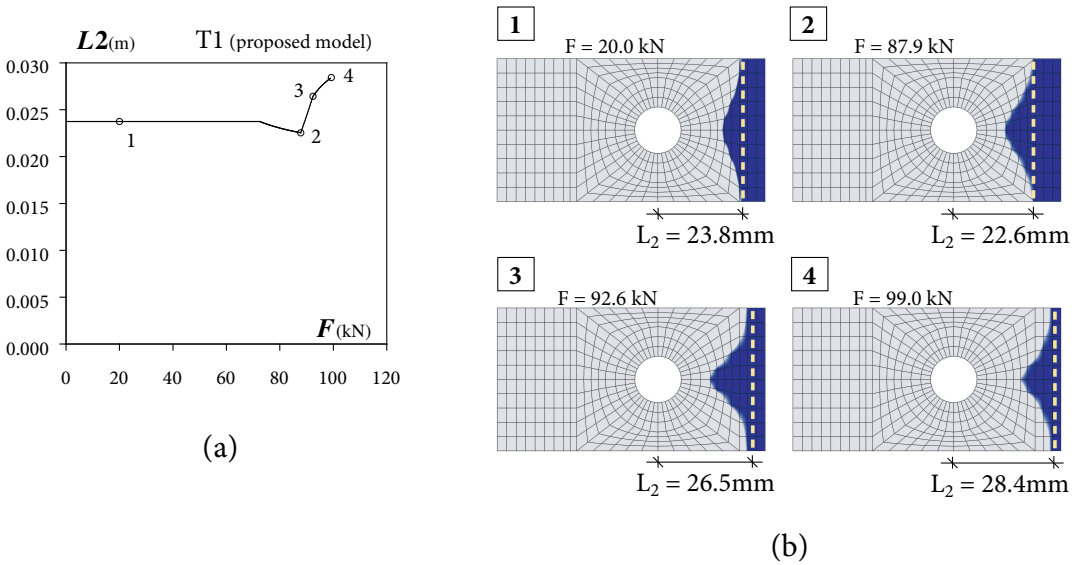 L2(m)
T1 (proposed model)
0.030
0.025
0.020
0.015
0.010
0.005
0.000
1
2
3
4
F(kN)
0 20 40 60 80 100 120
(a)
1
F = 20.0 kN
L2 = 23.8mm
2
F = 87.9 kN
L2 = 22.6mm
3
F = 92.6 kN
L2 = 26.5mm
4
F = 99.0 kN
L2 = 28.4mm
(b)